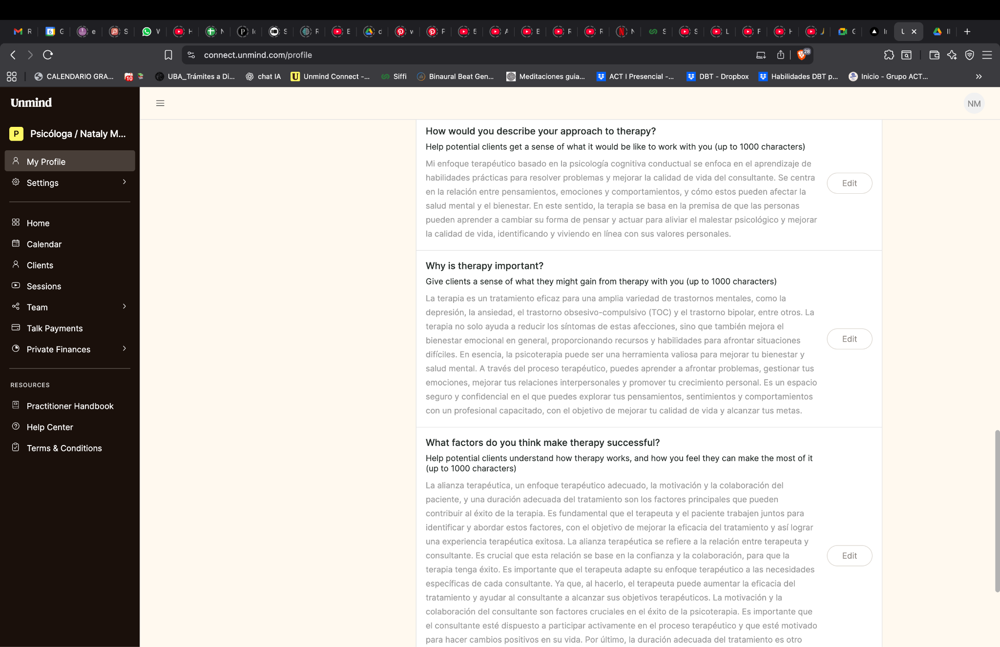 connect.unmind.com/profile
28
CALENDARIO GRA...
10
UBA_Trámites a Di...
chat IA
Unmind Connect -...
Siffi
Binaural Beat Gen...
Meditaciones guia...
ACT I Presencial -...
DBT - Dropbox
Habilidades DBT p...
Inicio - Grupo ACT...
Unmind
NM
P Psicóloga / Nataly M...
My Profile
Settings
Home
Calendar
Clients
Sessions
Team
Talk Payments
Private Finances
RESOURCES
Practitioner Handbook
Help Center
Terms & Conditions
How would you describe your approach to therapy?
Help potential clients get a sense of what it would be like to work with you (up to 1000 characters)
Mi enfoque terapéutico basado en la psicología cognitiva conductual se enfoca en el aprendizaje de
habilidades prácticas para resolver problemas y mejorar la calidad de vida del consultante. Se centra
en la relación entre pensamientos, emociones y comportamientos, y cómo estos pueden afectar la
salud mental y el bienestar. En este sentido, la terapia se basa en la premisa de que las personas
pueden aprender a cambiar su forma de pensar y actuar para aliviar el malestar psicológico y mejorar
la calidad de vida, identificando y viviendo en línea con sus valores personales.
Edit
Why is therapy important?
Give clients a sense of what they might gain from therapy with you (up to 1000 characters)
La terapia es un tratamiento eficaz para una amplia variedad de trastornos mentales, como la
depresión, la ansiedad, el trastorno obsesivo-compulsivo (TOC) y el trastorno bipolar, entre otros. La
terapia no solo ayuda a reducir los síntomas de estas afecciones, sino que también mejora el
bienestar emocional en general, proporcionando recursos y habilidades para afrontar situaciones
difíciles. En esencia, la psicoterapia puede ser una herramienta valiosa para mejorar tu bienestar y
salud mental. A través del proceso terapéutico, puedes aprender a afrontar problemas, gestionar tus
emociones, mejorar tus relaciones interpersonales y promover tu crecimiento personal. Es un espacio
seguro y confidencial en el que puedes explorar tus pensamientos, sentimientos y comportamientos
con un profesional capacitado, con el objetivo de mejorar tu calidad de vida y alcanzar tus metas.
Edit
What factors do you think make therapy successful?
Help potential clients understand how therapy works, and how you feel they can make the most of it
(up to 1000 characters)
La alianza terapéutica, un enfoque terapéutico adecuado, la motivación y la colaboración del
paciente, y una duración adecuada del tratamiento son los factores principales que pueden
contribuir al éxito de la terapia. Es fundamental que el terapeuta y el paciente trabajen juntos para
identificar y abordar estos factores, con el objetivo de mejorar la eficacia del tratamiento y así lograr
una experiencia terapéutica exitosa. La alianza terapéutica se refiere a la relación entre terapeuta y
consultante. Es crucial que esta relación se base en la confianza y la colaboración, para que la
terapia tenga éxito. Es importante que el terapeuta adapte su enfoque terapéutico a las necesidades
específicas de cada consultante. Ya que, al hacerlo, el terapeuta puede aumentar la eficacia del
tratamiento y ayudar al consultante a alcanzar sus objetivos terapéuticos. La motivación y la
colaboración del consultante son factores cruciales en el éxito de la psicoterapia. Es importante que
el consultante esté dispuesto a participar activamente en el proceso terapéutico y que esté motivado
para hacer cambios positivos en su vida. Por último, la duración adecuada del tratamiento es otro
Edit